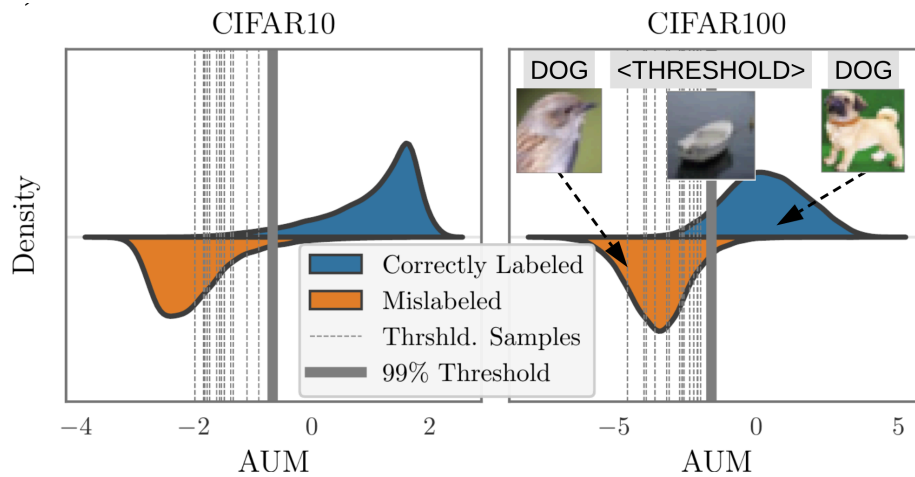 CIFAR10
CIFAR100
DOG
<THRESHOLD>
DOG
Density
Correctly Labeled
Mislabeled
Thrshld. Samples
99% Threshold
−4
−2
0
2
−5
0
5
AUM
AUM